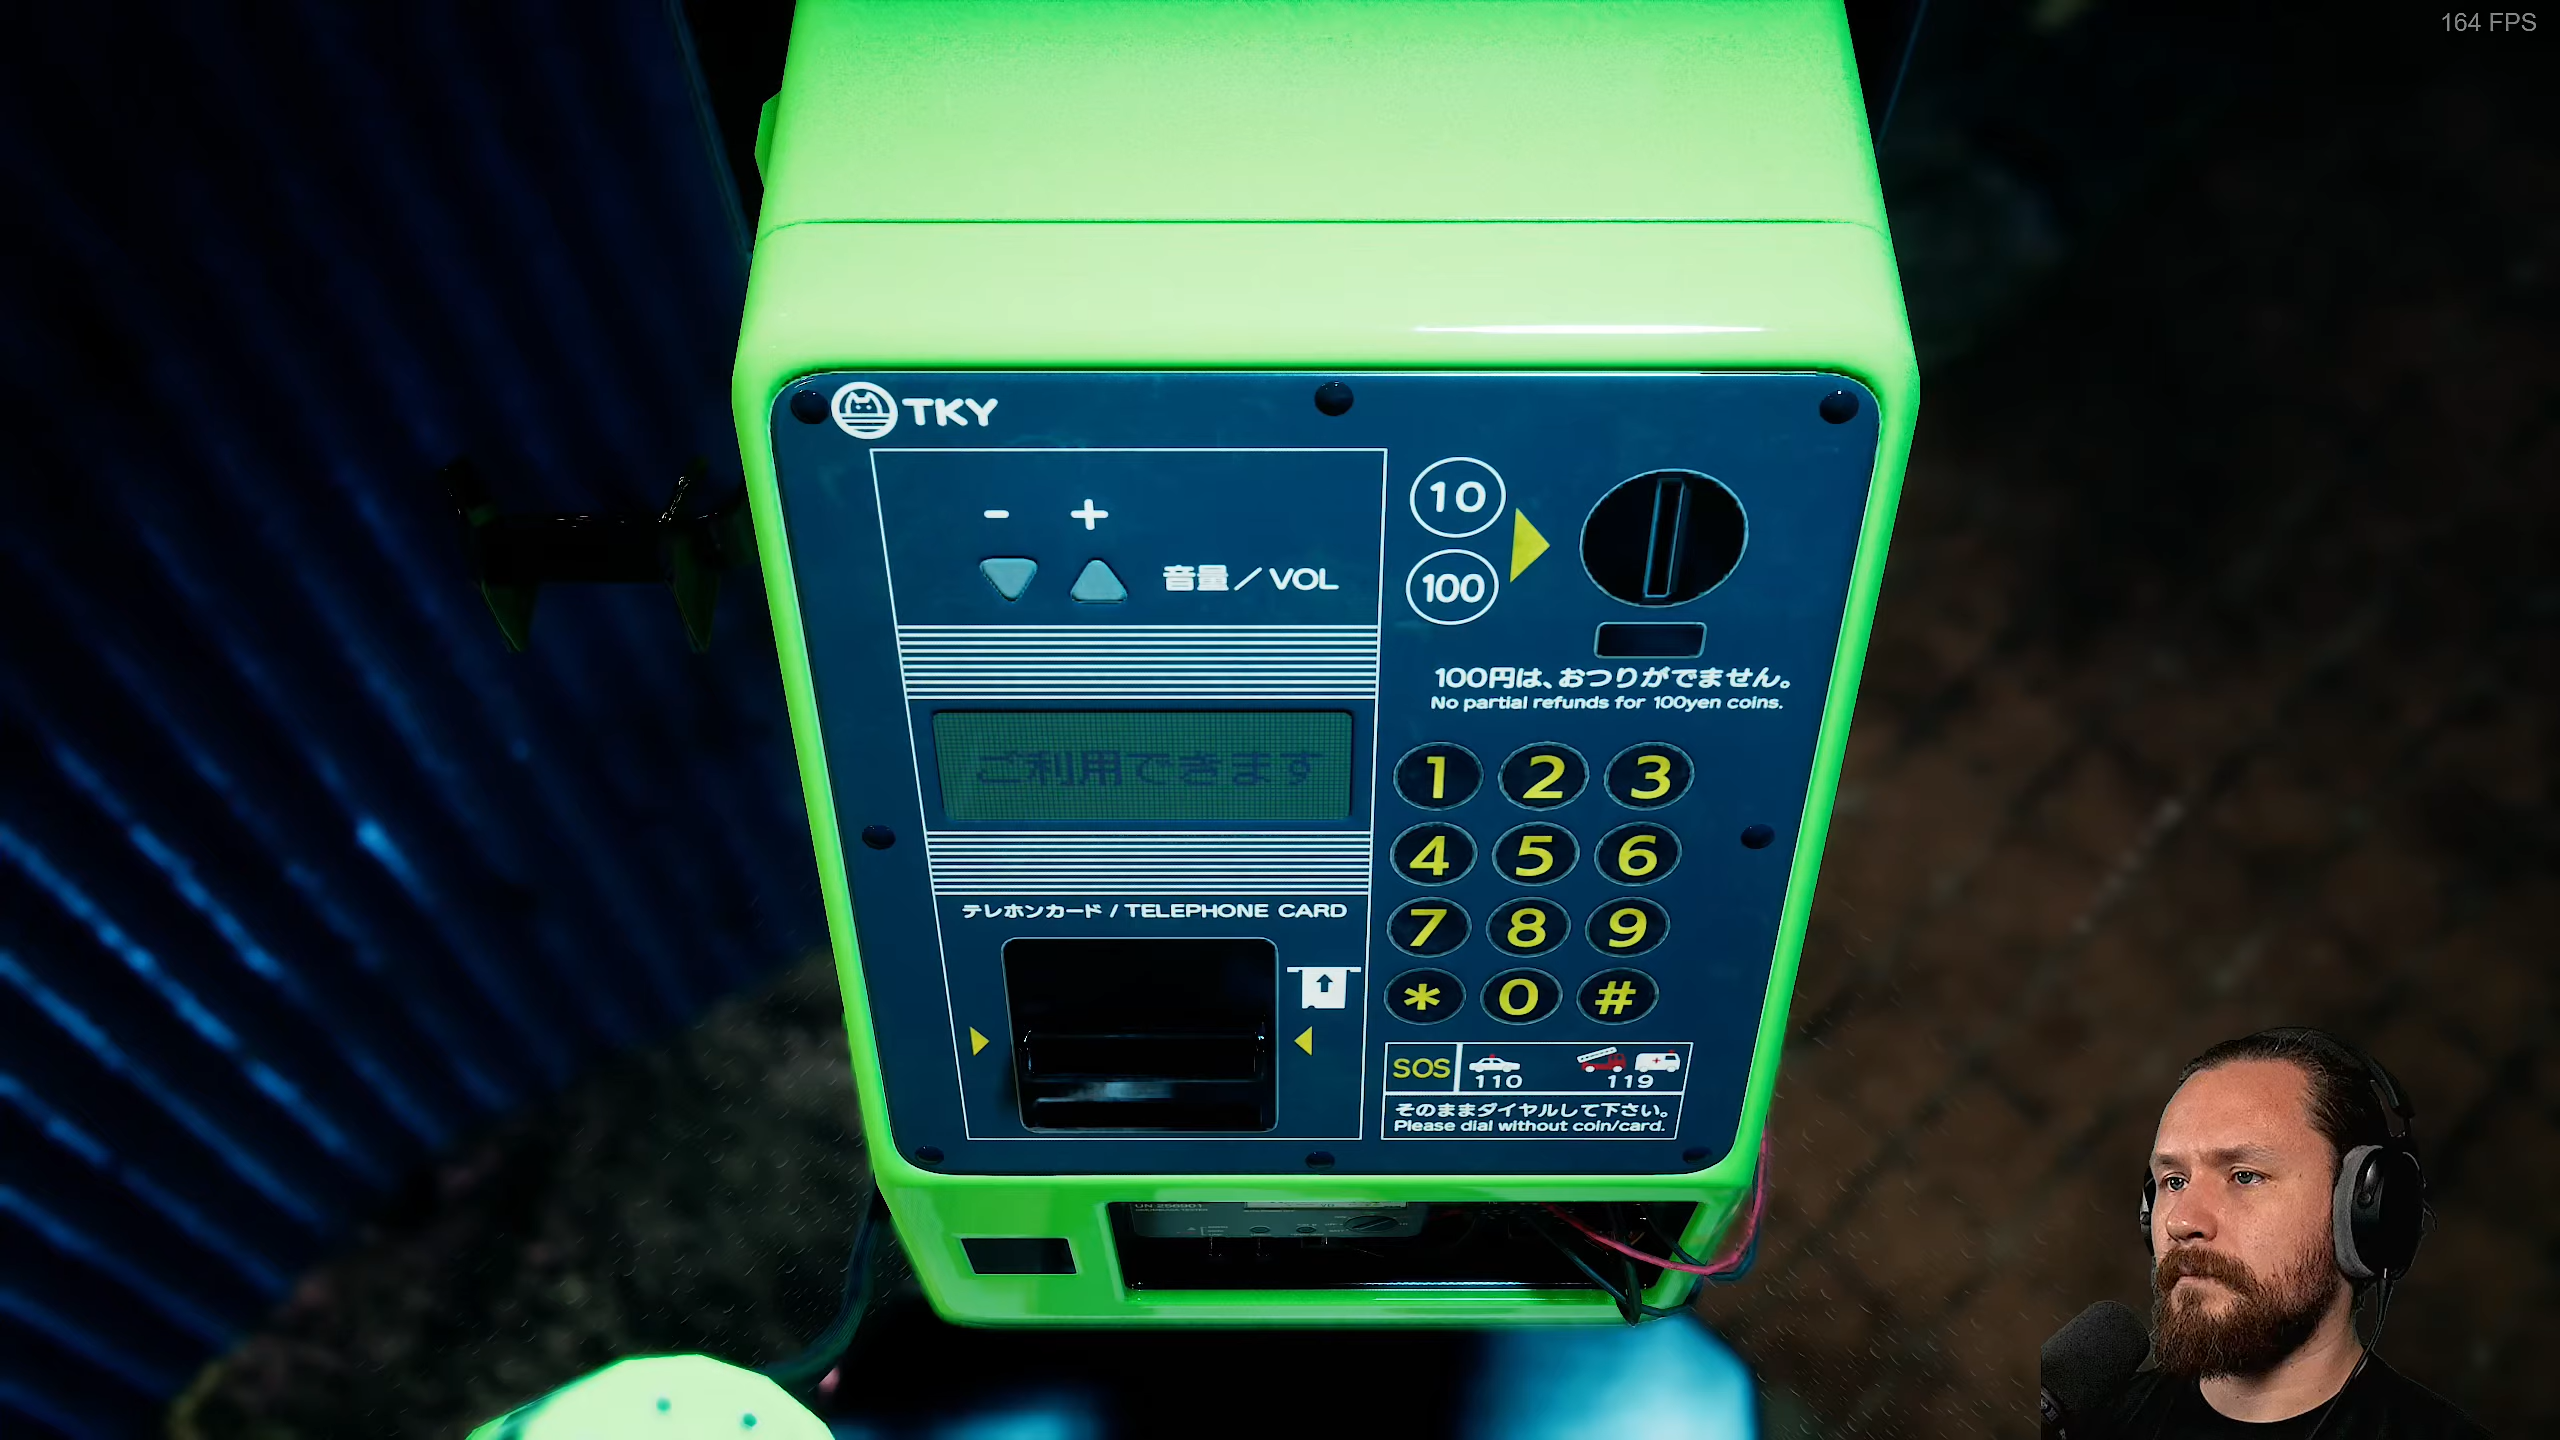 164 FPS
TKY
- +
音量／VOL
10
100
100円は、おつりがでません。
No partial refunds for 100yen coins.
ご利用できます
1 2 3
4 5 6
7 8 9
* 0 #
テレホンカード / TELEPHONE CARD
SOS 110 119
そのままダイヤルして下さい。
Please dial without coin/card.